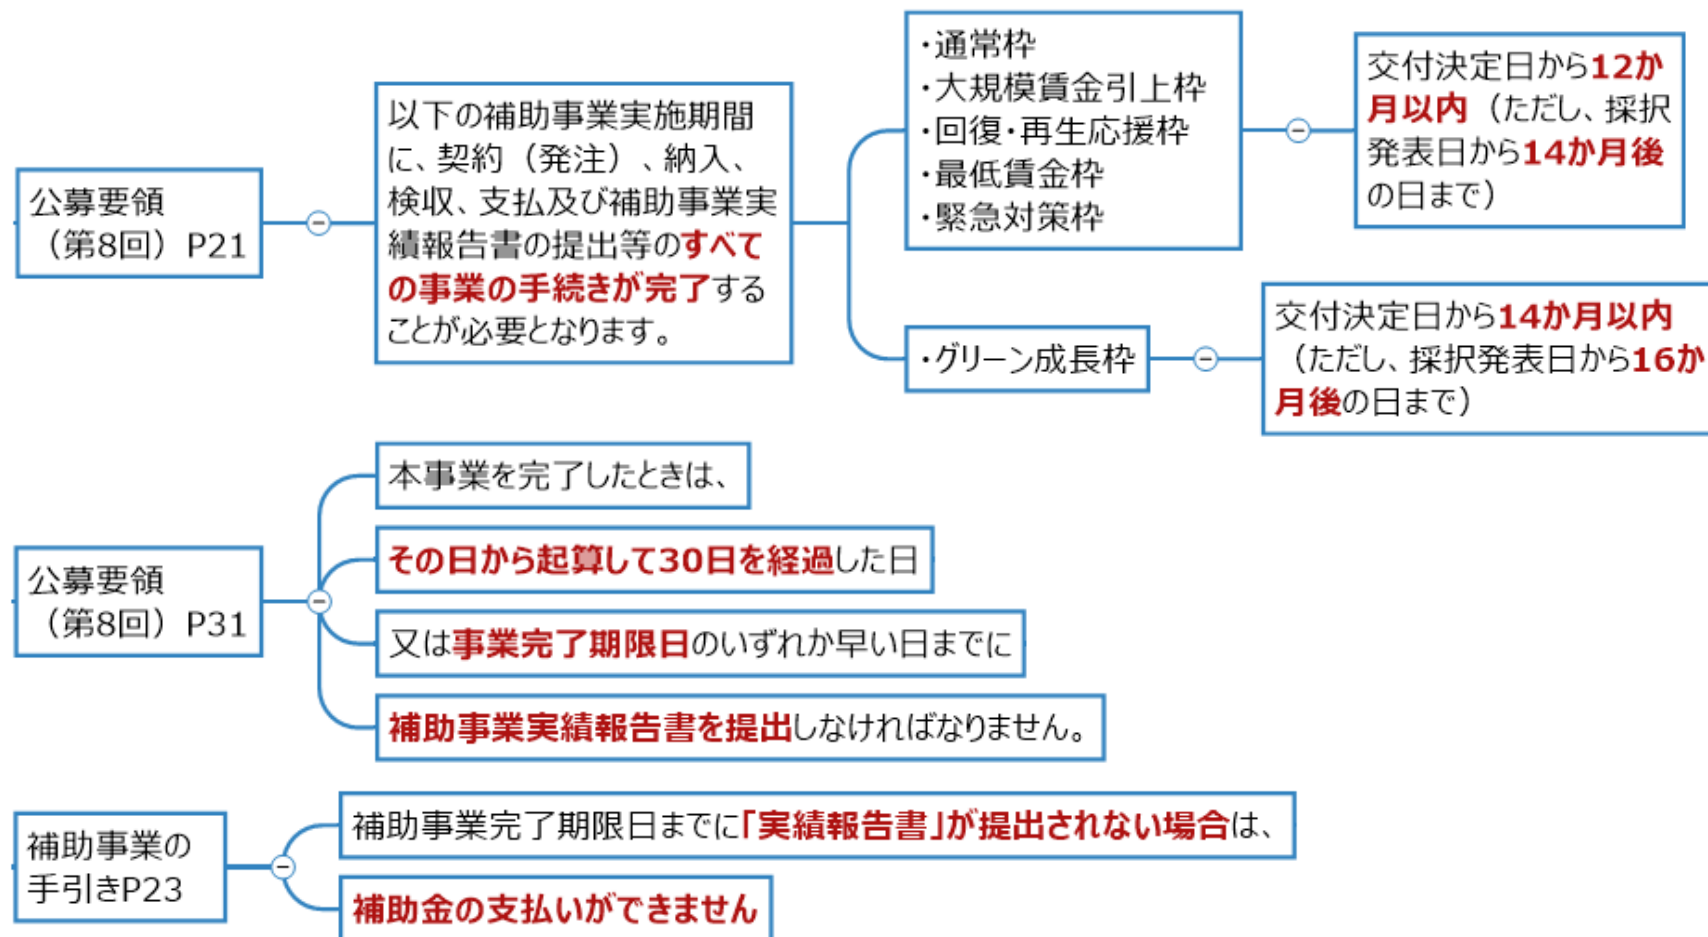 公募要領
（第8回）P21
以下の補助事業実施期間
に、契約（発注）、納入、
検収、支払及び補助事業実
績報告書の提出等のすべて
の事業の手続きが完了する
ことが必要となります。
・通常枠
・大規模賃金引上枠
・回復・再生応援枠
・最低賃金枠
・緊急対策枠
交付決定日から12か
月以内（ただし、採択
発表日から14か月後
の日まで）
・グリーン成長枠
交付決定日から14か月以内
（ただし、採択発表日から16か
月後の日まで）
公募要領
（第8回）P31
本事業を完了したときは、
その日から起算して30日を経過した日
又は事業完了期限日のいずれか早い日までに
補助事業実績報告書を提出しなければなりません。
補助事業の
手引きP23
補助事業完了期限日までに「実績報告書」が提出されない場合は、
補助金の支払いができません